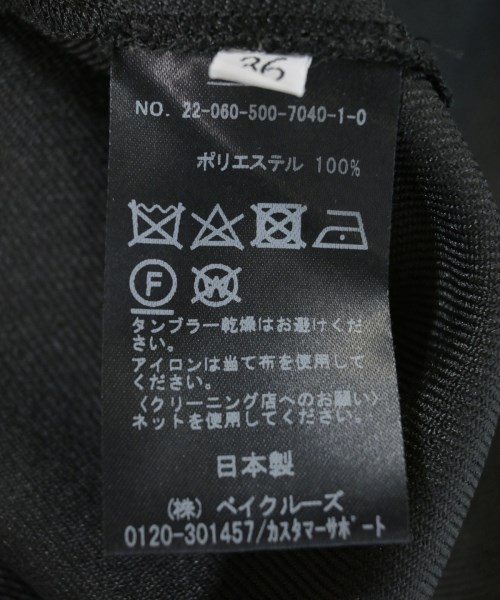 36
NO. 22-060-500-7040-1-0
ポリエステル 100%
F W
タンブラー乾燥はお避けくだ
さい。
アイロンは当て布を使用して
ください。
〈クリーニング店へのお願い〉
ネットを使用してください。
日本製
(株) ベイクルーズ
0120-301457/カスタマーサポート